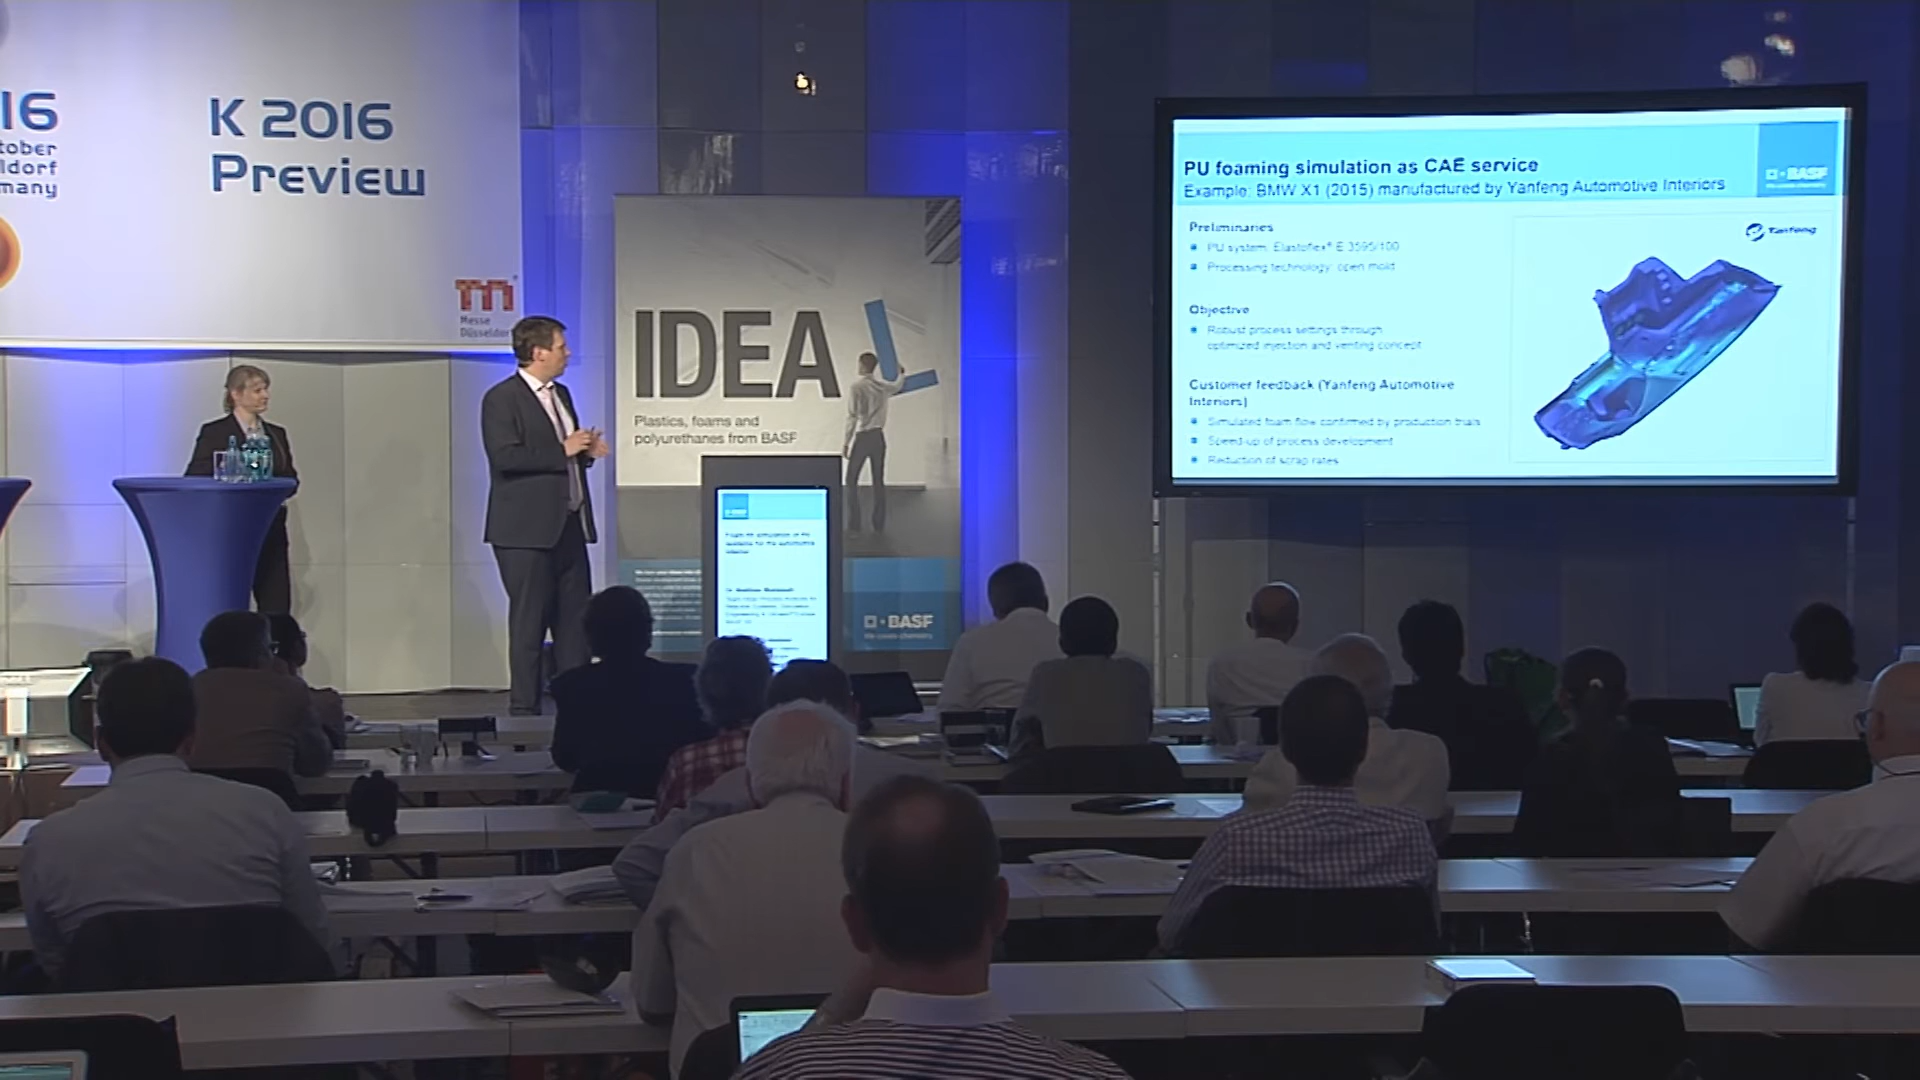 16
tober
ldorf
many
K 2016
Preview
Messe
Düsseldorf
IDEA
Plastics, foams and
polyurethanes from BASF
BASF
We create chemistry
PU foaming simulation as CAE service
Example: BMW X1 (2015) manufactured by Yanfeng Automotive Interiors
BASF
We create chemistry
Preliminaries
PU system: Elastoflex® E 3595/100
Processing technology: open mold
Objective
Robust process settings through
optimized injection and venting concept
Customer feedback (Yanfeng Automotive
Interiors)
Simulated foam flow confirmed by production trials
Speed-up of process development
Reduction of scrap rates
Yanfeng